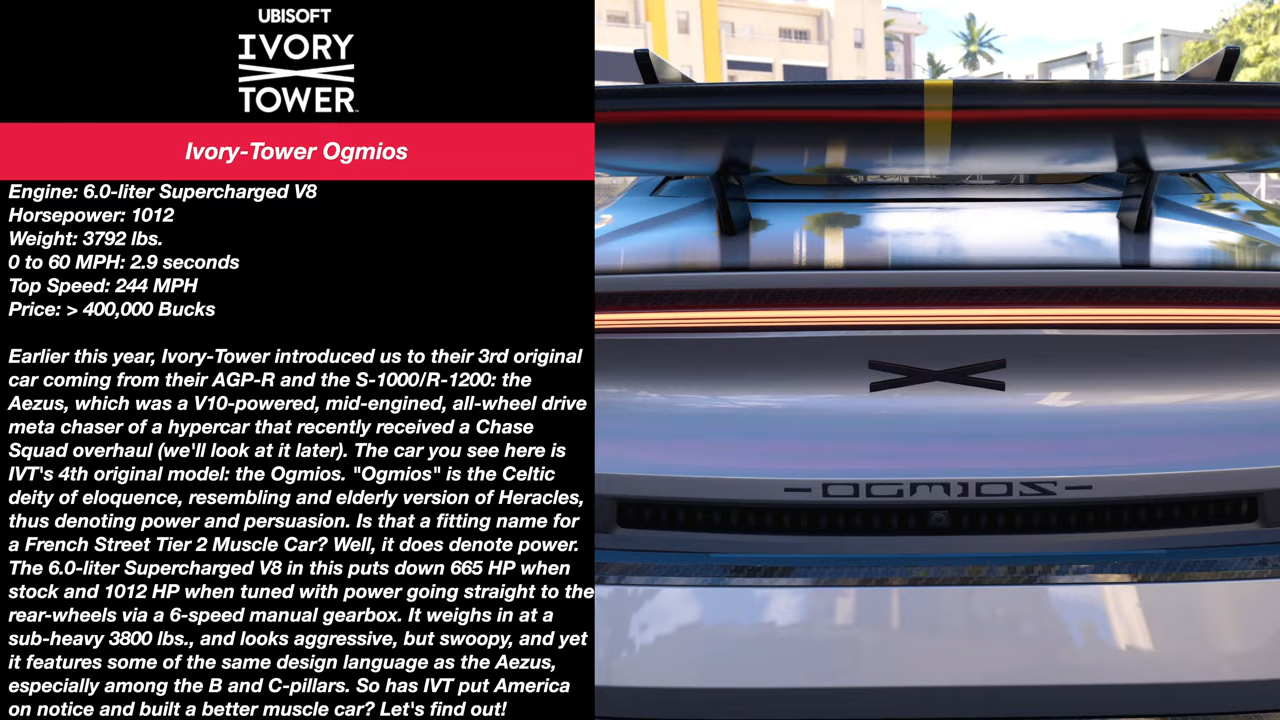 UBISOFT
IVORY
TOWER
Ivory-Tower Ogmios
Engine: 6.0-liter Supercharged V8
Horsepower: 1012
Weight: 3792 lbs.
0 to 60 MPH: 2.9 seconds
Top Speed: 244 MPH
Price: > 400,000 Bucks
Earlier this year, Ivory-Tower introduced us to their 3rd original
car coming from their AGP-R and the S-1000/R-1200: the
Aezus, which was a V10-powered, mid-engined, all-wheel drive
meta chaser of a hypercar that recently received a Chase
Squad overhaul (we'll look at it later). The car you see here is
IVT's 4th original model: the Ogmios. "Ogmios" is the Celtic
deity of eloquence, resembling and elderly version of Heracles,
thus denoting power and persuasion. Is that a fitting name for
a French Street Tier 2 Muscle Car? Well, it does denote power.
The 6.0-liter Supercharged V8 in this puts down 665 HP when
stock and 1012 HP when tuned with power going straight to the
rear-wheels via a 6-speed manual gearbox. It weighs in at a
sub-heavy 3800 lbs., and looks aggressive, but swoopy, and yet
it features some of the same design language as the Aezus,
especially among the B and C-pillars. So has IVT put America
on notice and built a better muscle car? Let's find out!
OGMIOS